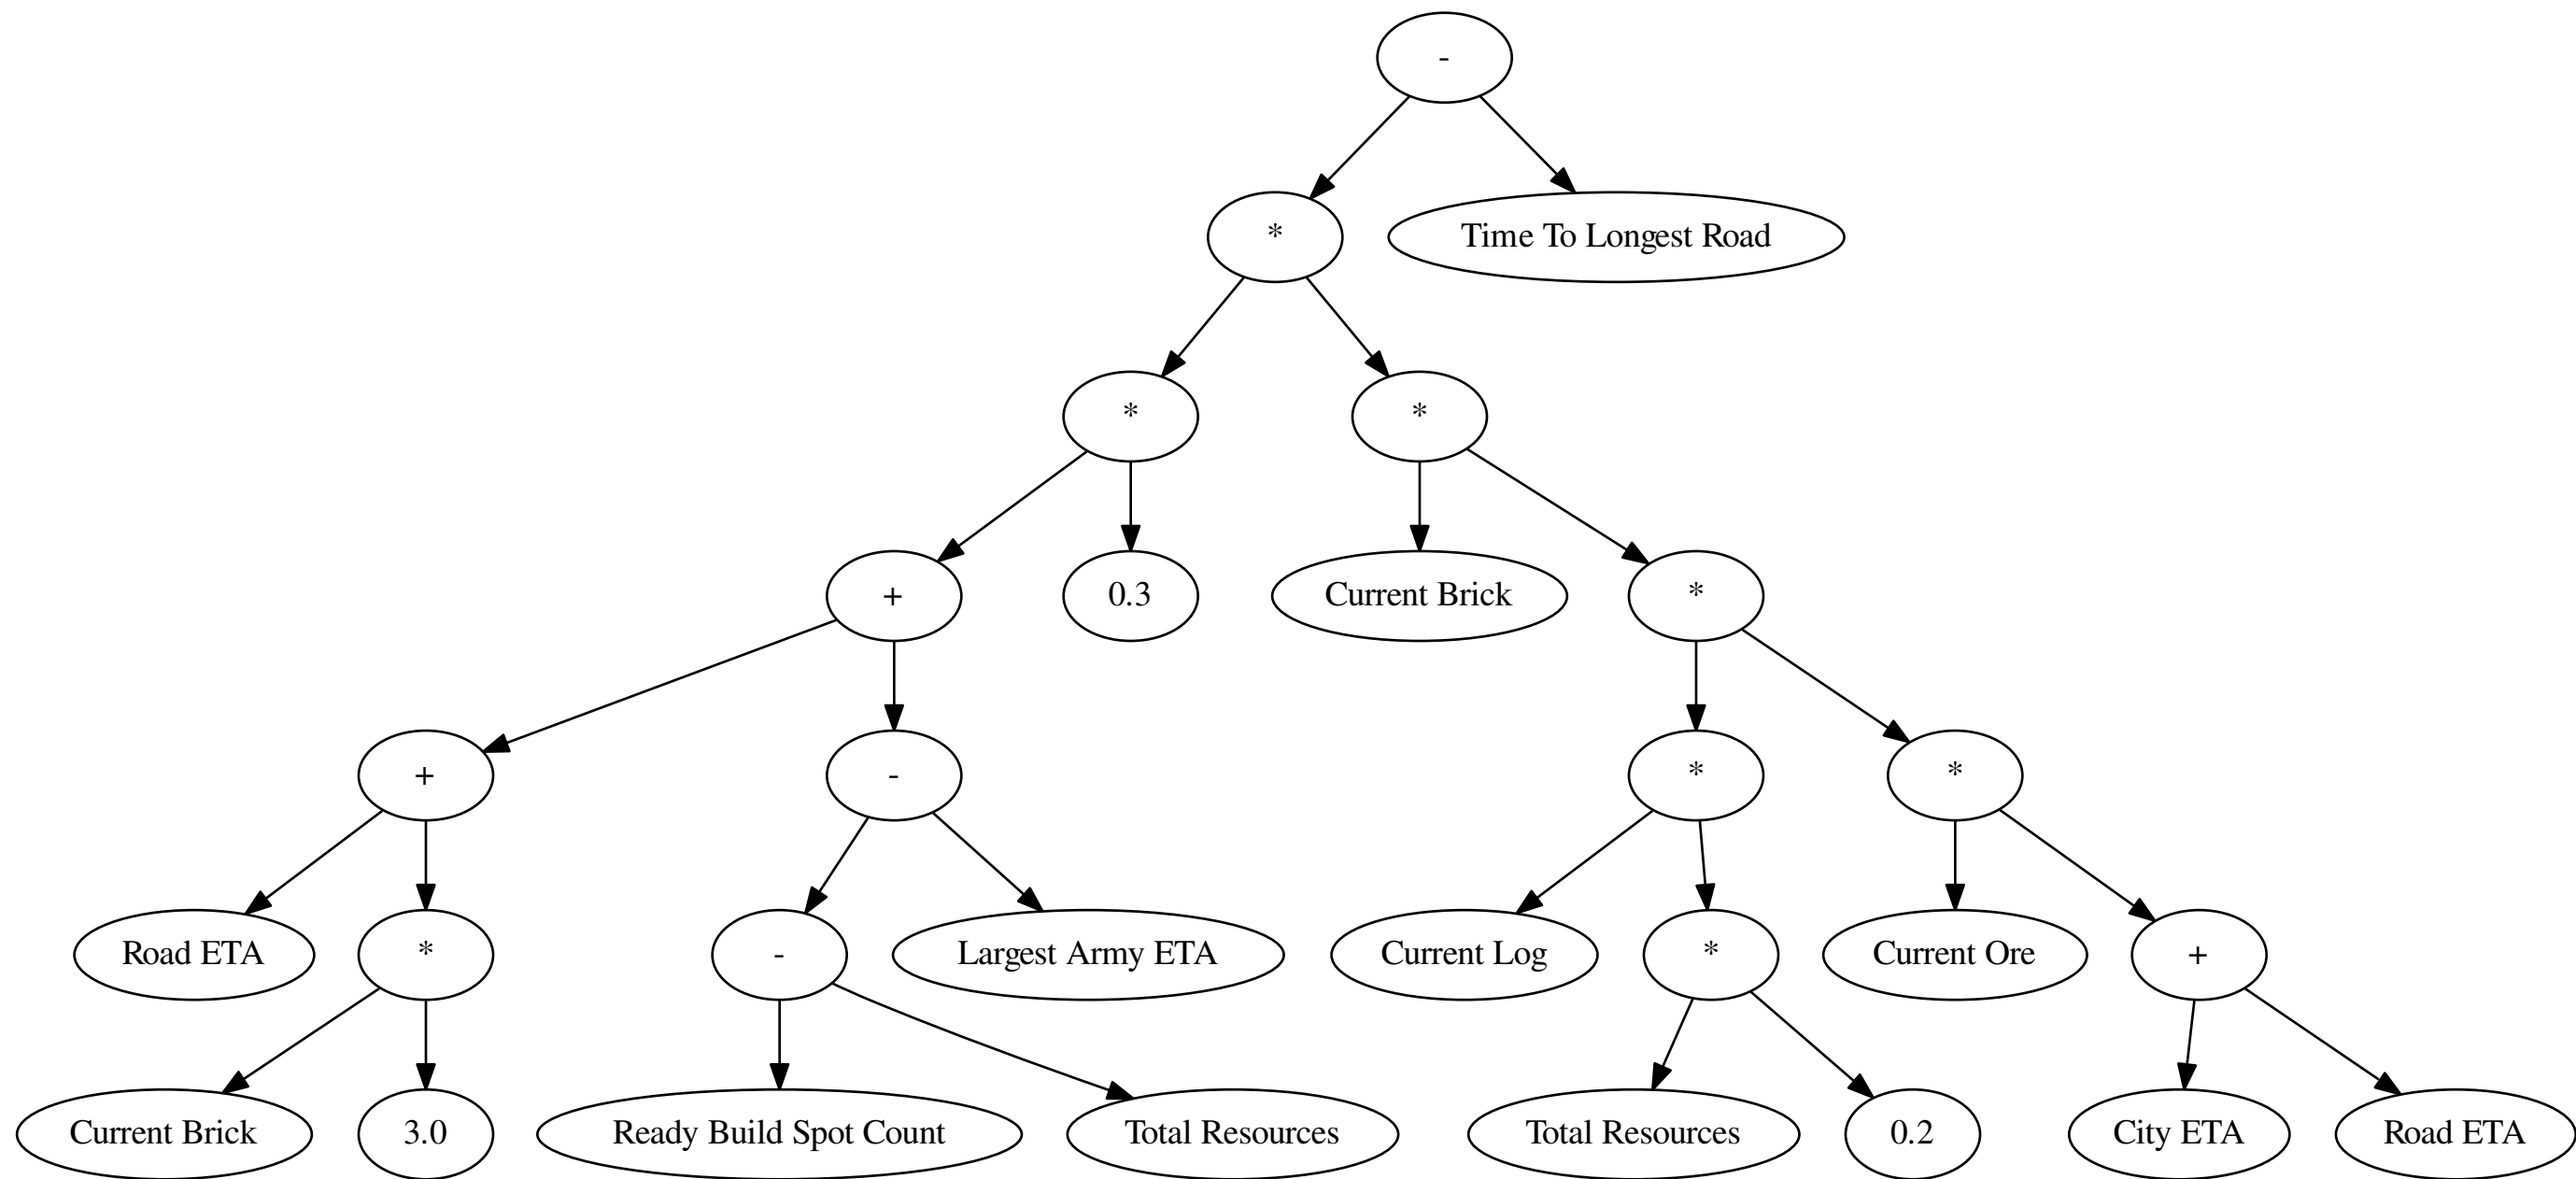 -
*
Time To Longest Road
*
*
+
0.3
Current Brick
*
+
-
*
*
Road ETA
*
-
Largest Army ETA
Current Log
*
Current Ore
+
Current Brick
3.0
Ready Build Spot Count
Total Resources
Total Resources
0.2
City ETA
Road ETA